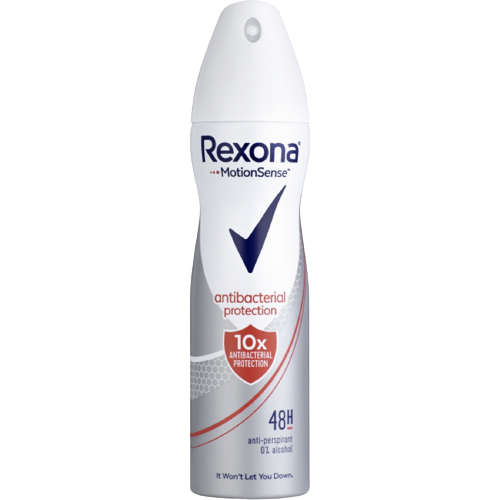 Rexona
MotionSense™
antibacterial
protection
10x
ANTIBACTERIAL
PROTECTION
48H
anti-perspirant
0% alcohol
It Won't Let You Down.